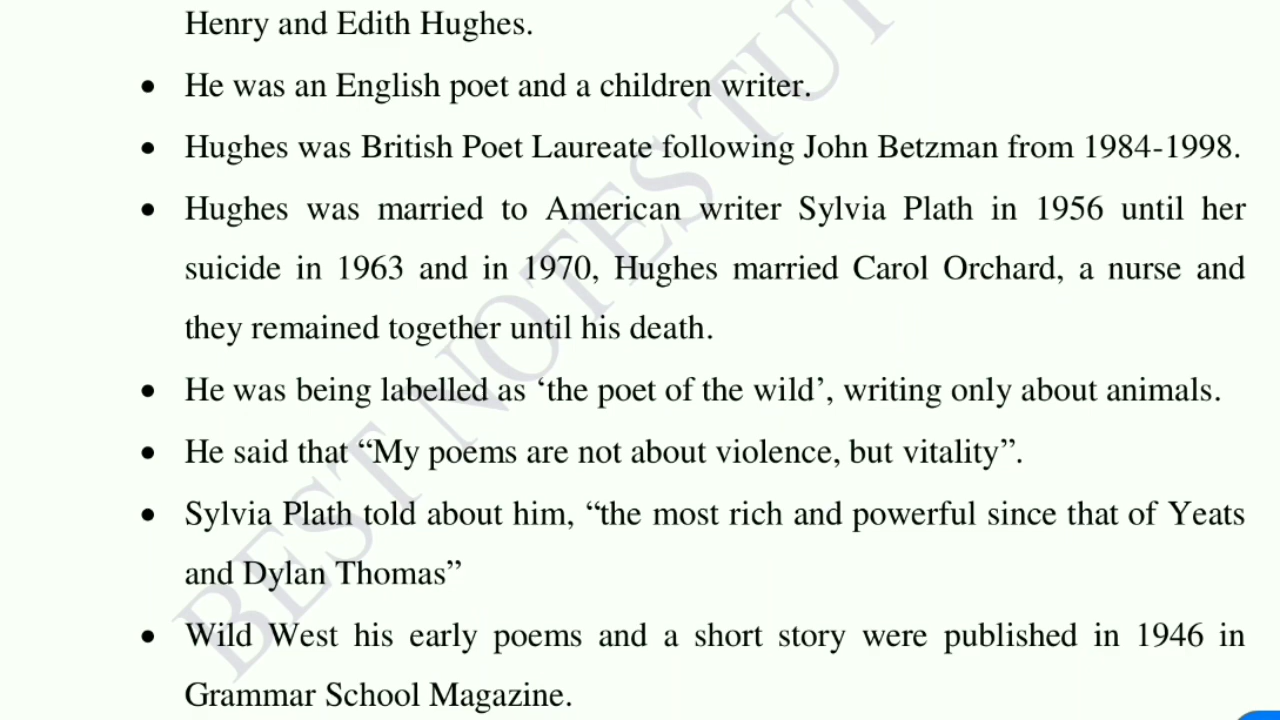 Henry and Edith Hughes.
• He was an English poet and a children writer.
• Hughes was British Poet Laureate following John Betzman from 1984-1998.
• Hughes was married to American writer Sylvia Plath in 1956 until her
suicide in 1963 and in 1970, Hughes married Carol Orchard, a nurse and
they remained together until his death.
• He was being labelled as ‘the poet of the wild’, writing only about animals.
• He said that “My poems are not about violence, but vitality”.
• Sylvia Plath told about him, “the most rich and powerful since that of Yeats
and Dylan Thomas”
• Wild West his early poems and a short story were published in 1946 in
Grammar School Magazine.
BEST NOTES TUT